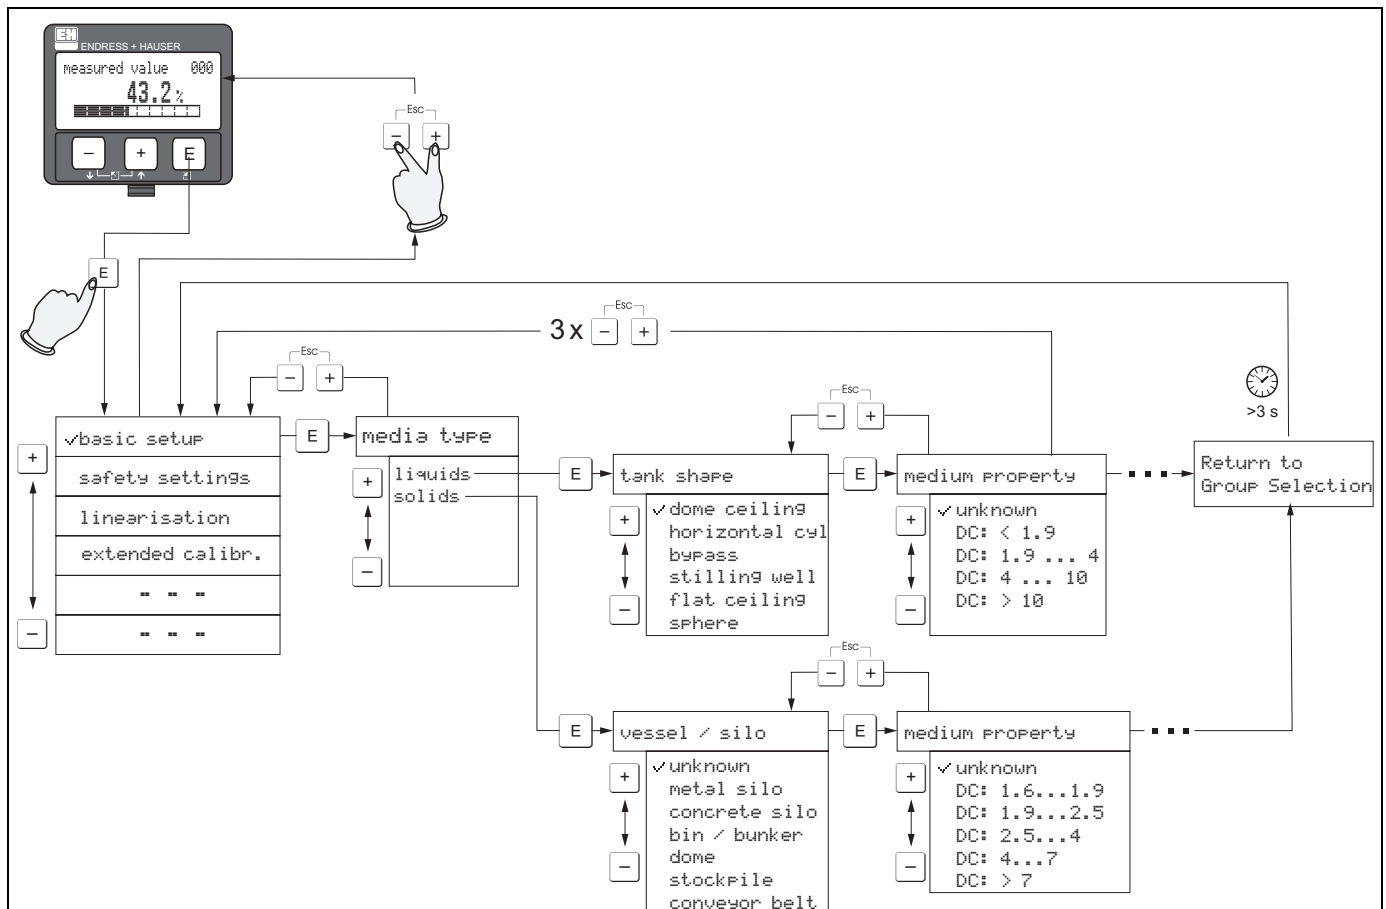 EH
ENDRESS + HAUSER
measured value 000
43.2 %
− + E
Esc
− +
E
Esc
3x − +
Esc
− +
>3 s
Esc
− +
✓basic setup
E
media type
+
safety settings
linearisation
extended calibr.
- - -
- - -
−
+
liquids
solids
−
E
tank shape
E
medium property
Return to
Group Selection
+
✓dome ceiling
horizontal cyl
bypass
stilling well
flat ceiling
sphere
−
+
✓unknown
DC: < 1.9
DC: 1.9 ... 4
DC: 4 ... 10
DC: > 10
−
Esc
− +
E
vessel / silo
E
medium property
+
✓unknown
metal silo
concrete silo
bin / bunker
dome
stockpile
conveyor belt
−
+
✓unknown
DC: 1.6...1.9
DC: 1.9...2.5
DC: 2.5...4
DC: 4...7
DC: > 7
−